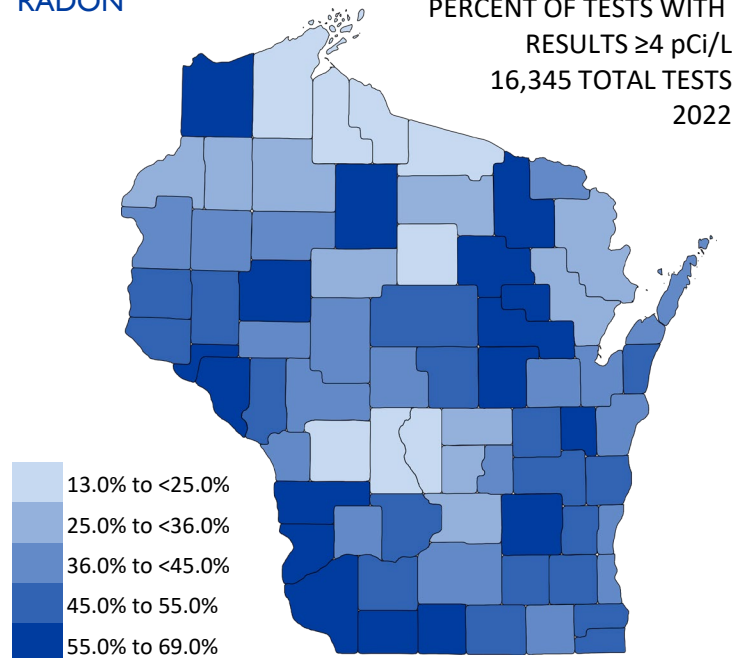 RADON
PERCENT OF TESTS WITH
RESULTS ≥4 pCi/L
16,345 TOTAL TESTS
2022
13.0% to <25.0%
25.0% to <36.0%
36.0% to <45.0%
45.0% to 55.0%
55.0% to 69.0%